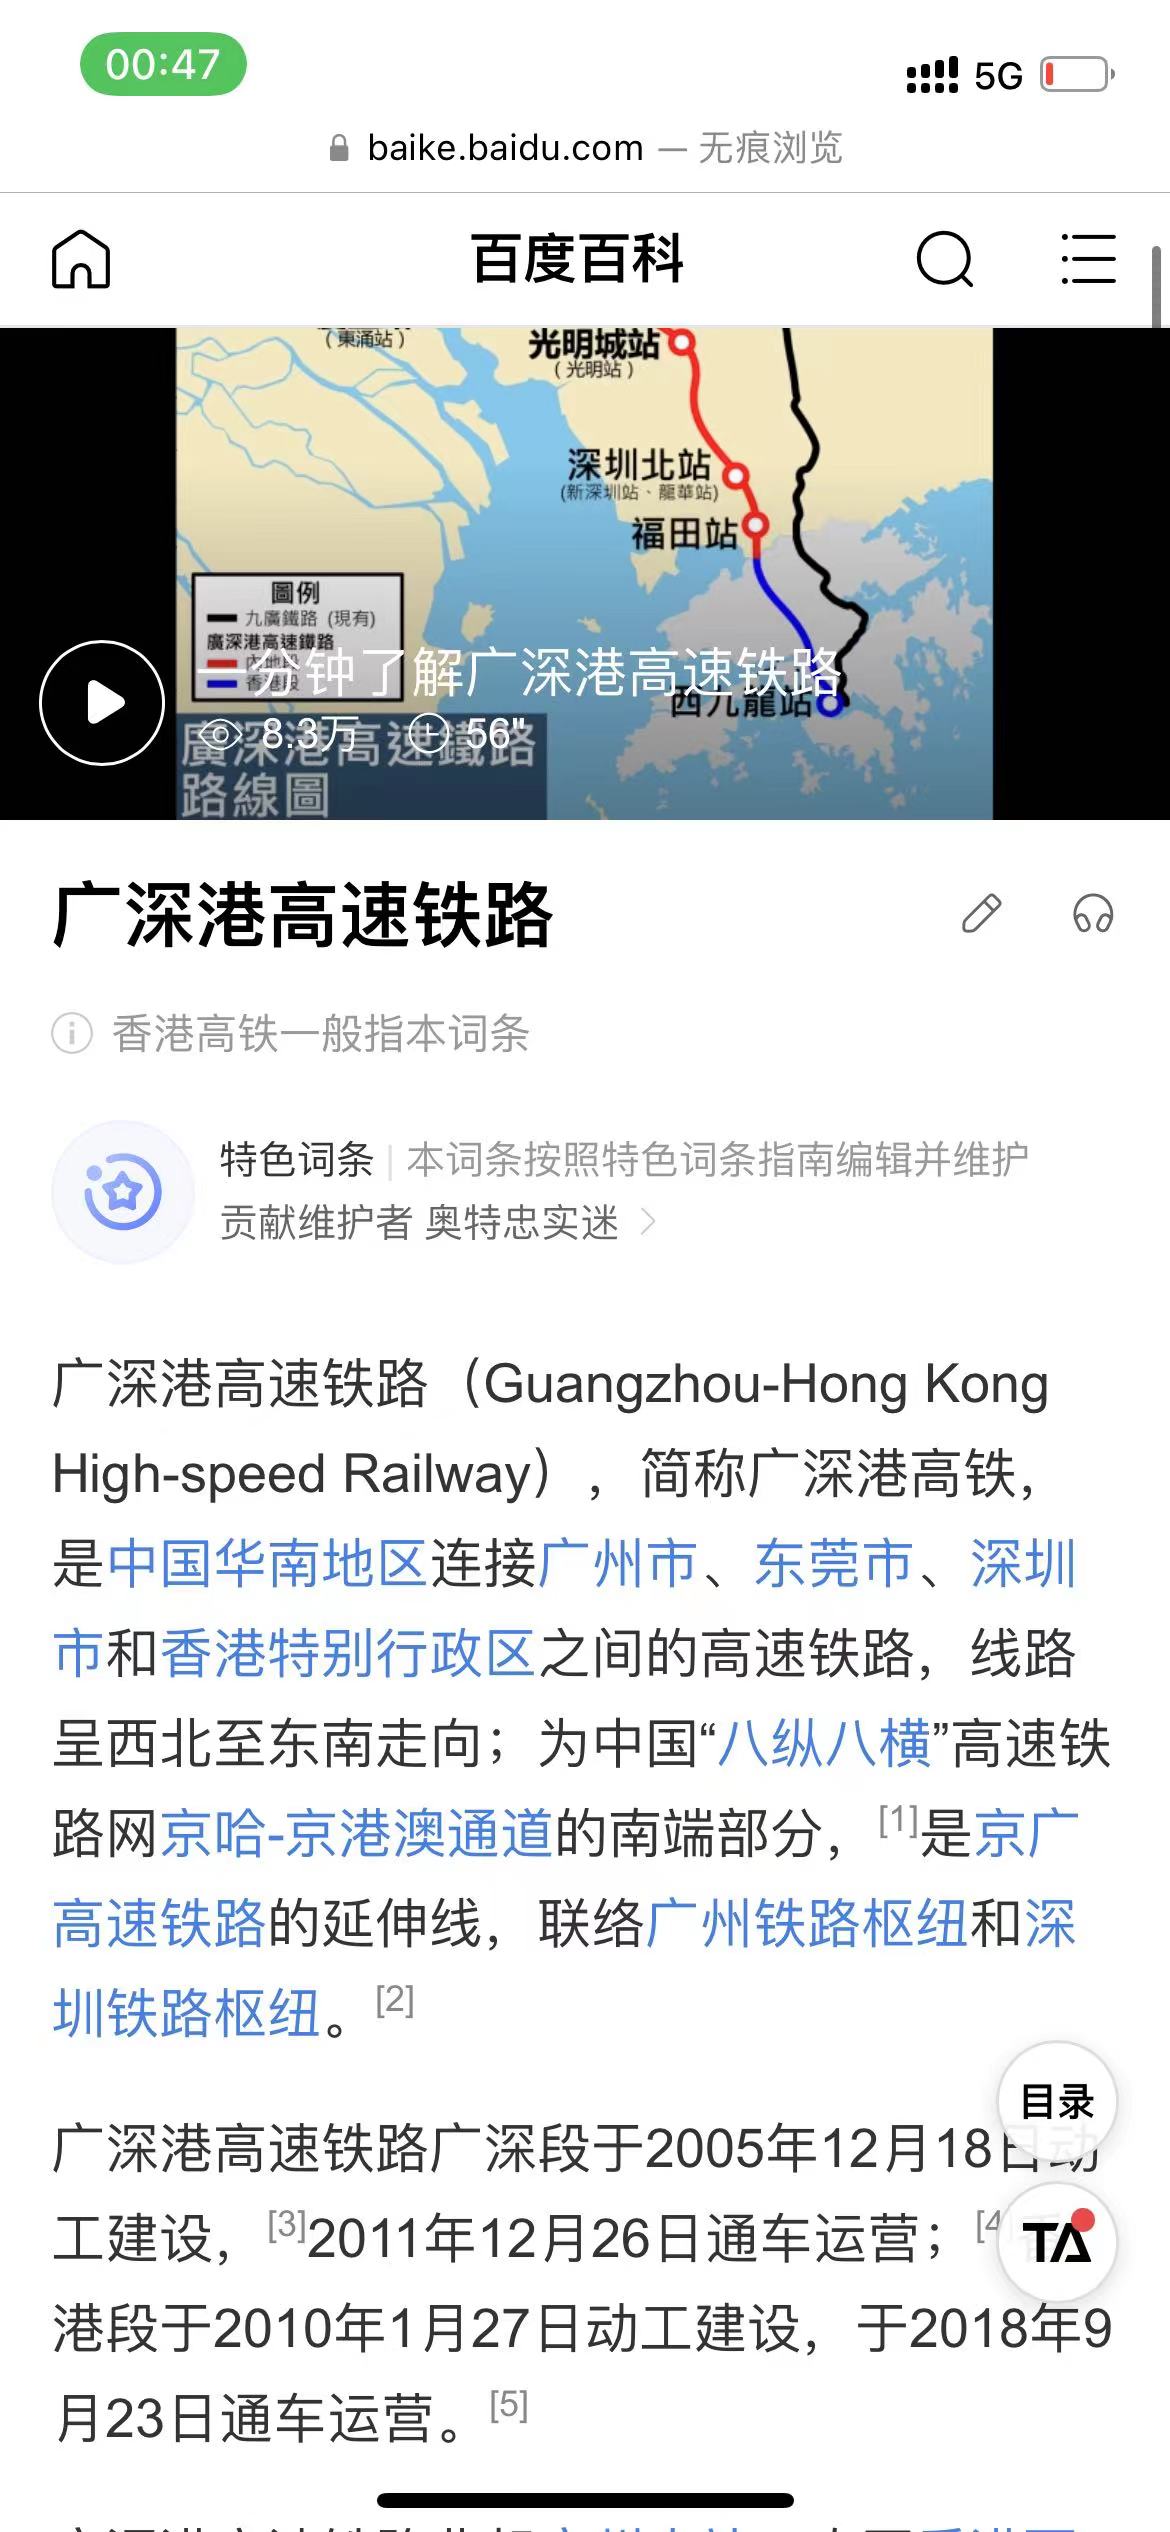 00:47
5G
baike.baidu.com — 无痕浏览
百度百科
（東涌站）
光明城站
（光明站）
深圳北站
(新深圳站、龍華站)
福田站
圖例
九廣鐵路 (現有)
廣深港高速鐵路
內地段
香港段
一分钟了解广深港高速铁路
西九龍站
8.3万 56"
廣深港高速鐵路
路線圖
广深港高速铁路
香港高铁一般指本词条
特色词条 | 本词条按照特色词条指南编辑并维护
贡献维护者 奥特忠实迷
广深港高速铁路（Guangzhou-Hong Kong
High-speed Railway），简称广深港高铁，
是中国华南地区连接广州市、东莞市、深圳
市和香港特别行政区之间的高速铁路，线路
呈西北至东南走向；为中国“八纵八横”高速铁
路网京哈-京港澳通道的南端部分，[1]是京广
高速铁路的延伸线，联络广州铁路枢纽和深
圳铁路枢纽。[2]
目录
广深港高速铁路广深段于2005年12月18日动
工建设，[3]2011年12月26日通车运营；[4]香
TA
港段于2010年1月27日动工建设，于2018年9
月23日通车运营。[5]